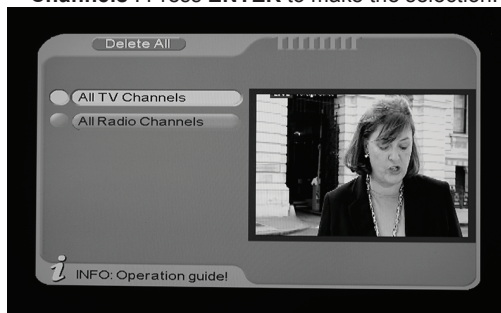 Channels . Press ENTER to make the selection.
Delete All
All TV Channels
All Radio Channels
i INFO: Operation guide!